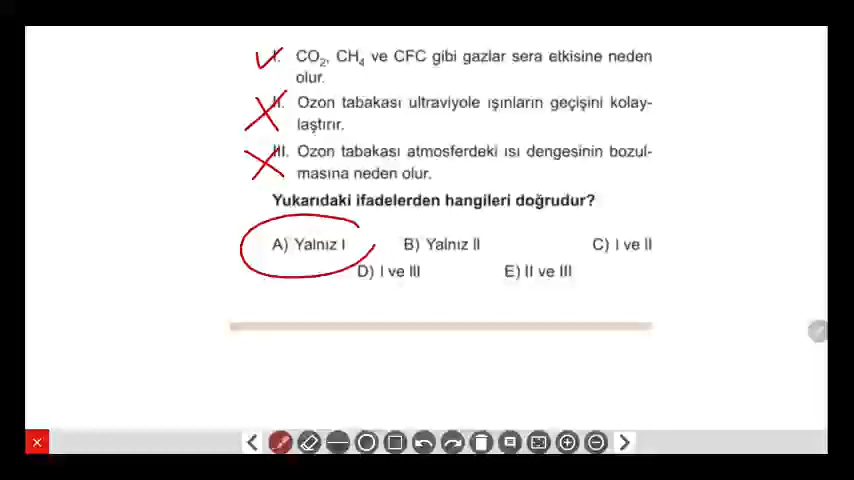 I. CO₂, CH₄ ve CFC gibi gazlar sera etkisine neden
olur.
II. Ozon tabakası ultraviyole ışınların geçişini kolay-
laştırır.
III. Ozon tabakası atmosferdeki ısı dengesinin bozul-
masına neden olur.
Yukarıdaki ifadelerden hangileri doğrudur?
A) Yalnız I B) Yalnız II C) I ve II
D) I ve III E) II ve III